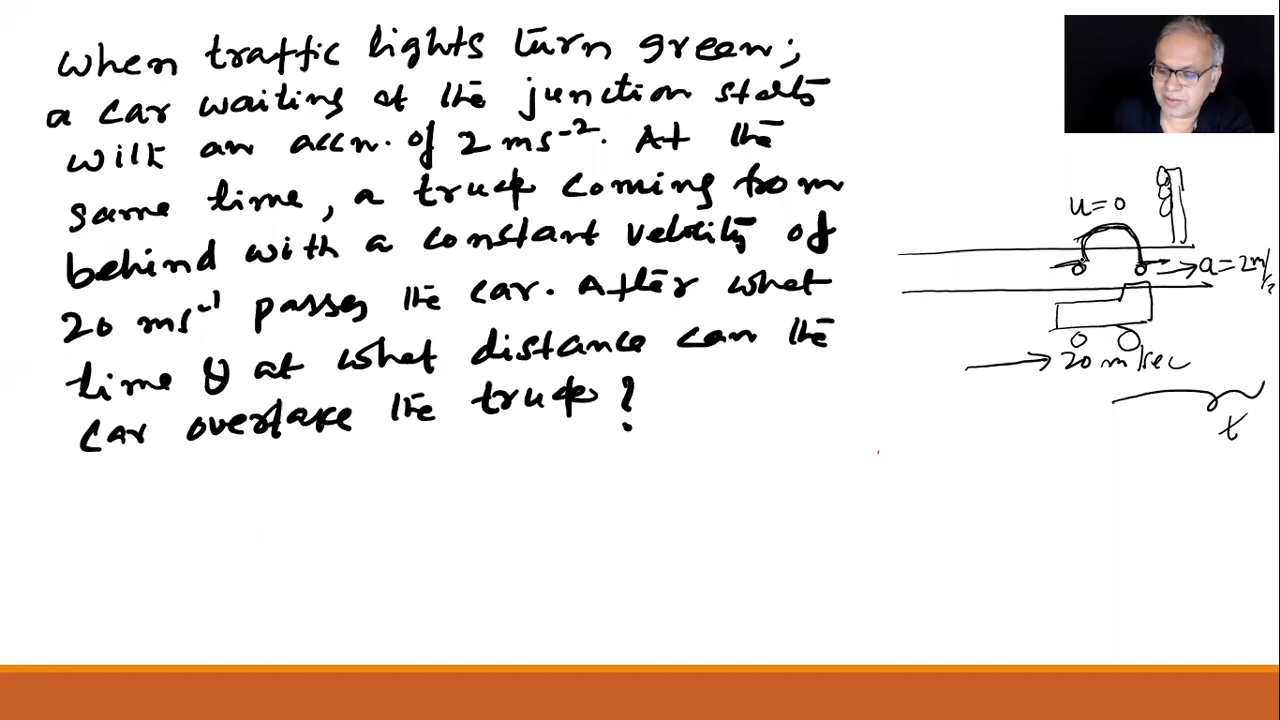 when traffic lights turn green;
a car waiting at the junction starts
with an accn. of 2 ms⁻². At the
same time, a truck coming from
behind with a constant velocity of
20 ms⁻¹ passes the car. After what
time & at what distance can the
car overtake the truck?
u=0
a=2m/
20 m/sec
t